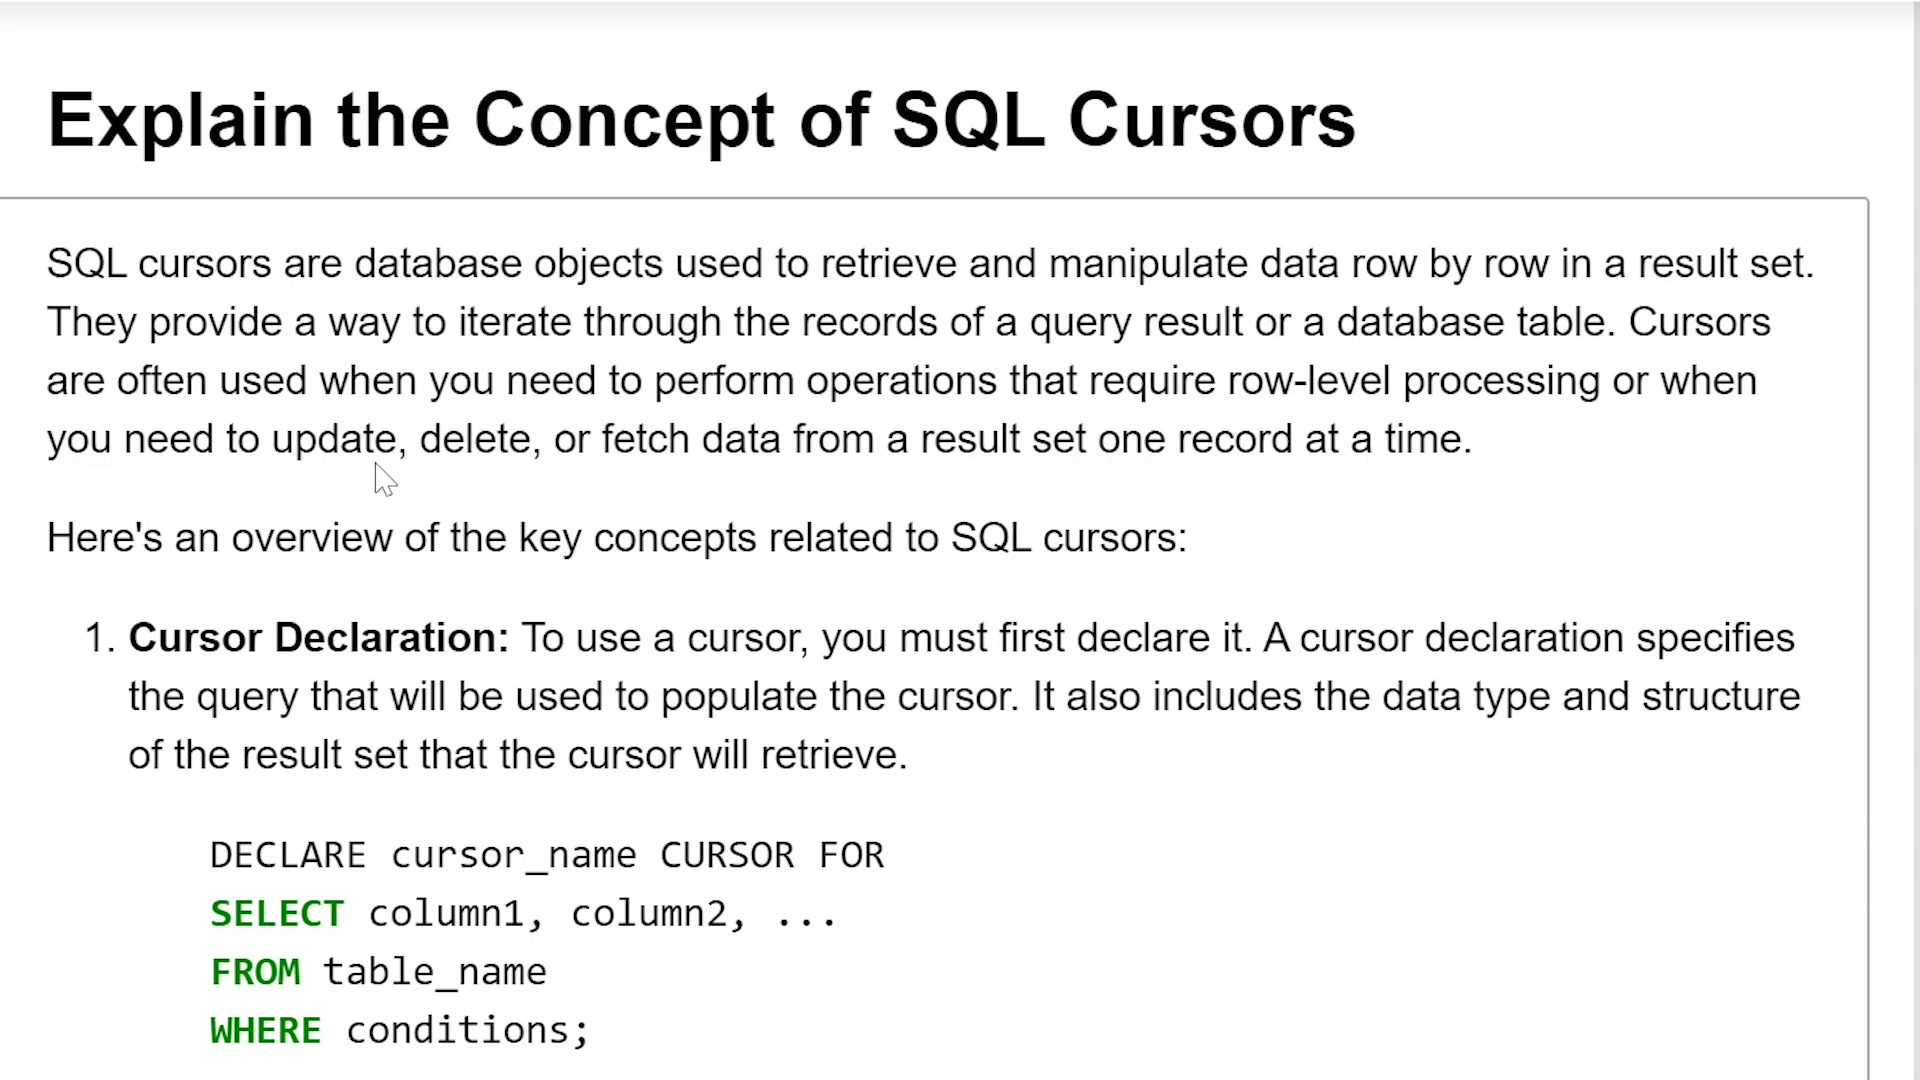 Explain the Concept of SQL Cursors
SQL cursors are database objects used to retrieve and manipulate data row by row in a result set.
They provide a way to iterate through the records of a query result or a database table. Cursors
are often used when you need to perform operations that require row-level processing or when
you need to update, delete, or fetch data from a result set one record at a time.
Here's an overview of the key concepts related to SQL cursors:
1. Cursor Declaration: To use a cursor, you must first declare it. A cursor declaration specifies
the query that will be used to populate the cursor. It also includes the data type and structure
of the result set that the cursor will retrieve.
DECLARE cursor_name CURSOR FOR
SELECT column1, column2, ...
FROM table_name
WHERE conditions;